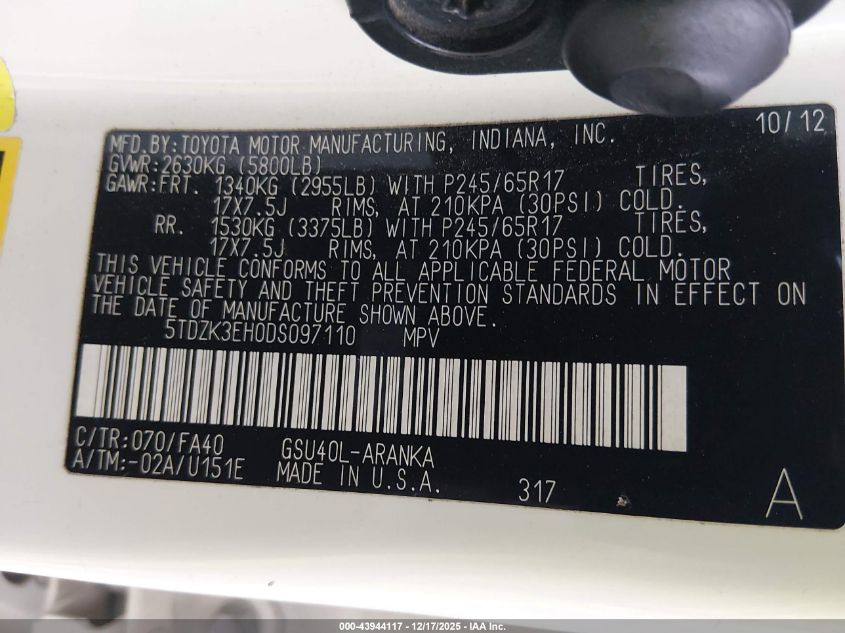 10/12
MFD.BY:TOYOTA MOTOR MANUFACTURING, INDIANA, INC.
GVWR:2630KG (5800LB)
GAWR:FRT. 1340KG (2955LB) WITH P245/65R17 TIRES,
17X7.5J RIMS, AT 210KPA (30PSI) COLD.
RR. 1530KG (3375LB) WITH P245/65R17 TIRES,
17X7.5J RIMS, AT 210KPA (30PSI) COLD.
THIS VEHICLE CONFORMS TO ALL APPLICABLE FEDERAL MOTOR
VEHICLE SAFETY AND THEFT PREVENTION STANDARDS IN EFFECT ON
THE DATE OF MANUFACTURE SHOWN ABOVE.
5TDZK3EH0DS097110 MPV
C/TR:070/FA40 GSU40L-ARANKA
A/TM:-02A/U151E MADE IN U.S.A. 317 A
000-43944117 - 12/17/2025 - IAA Inc.